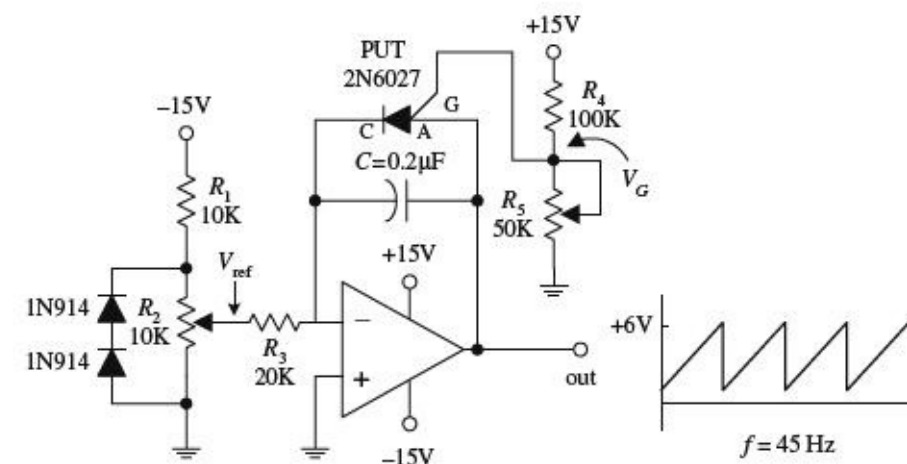 +15V
PUT
2N6027
G
R4
100K
C
A
–15V
C=0.2μF
VG
R1
10K
R5
50K
+15V
Vref
1N914
R2
10K
1N914
R3
20K
–
+
out
–15V
+6V
f = 45 Hz